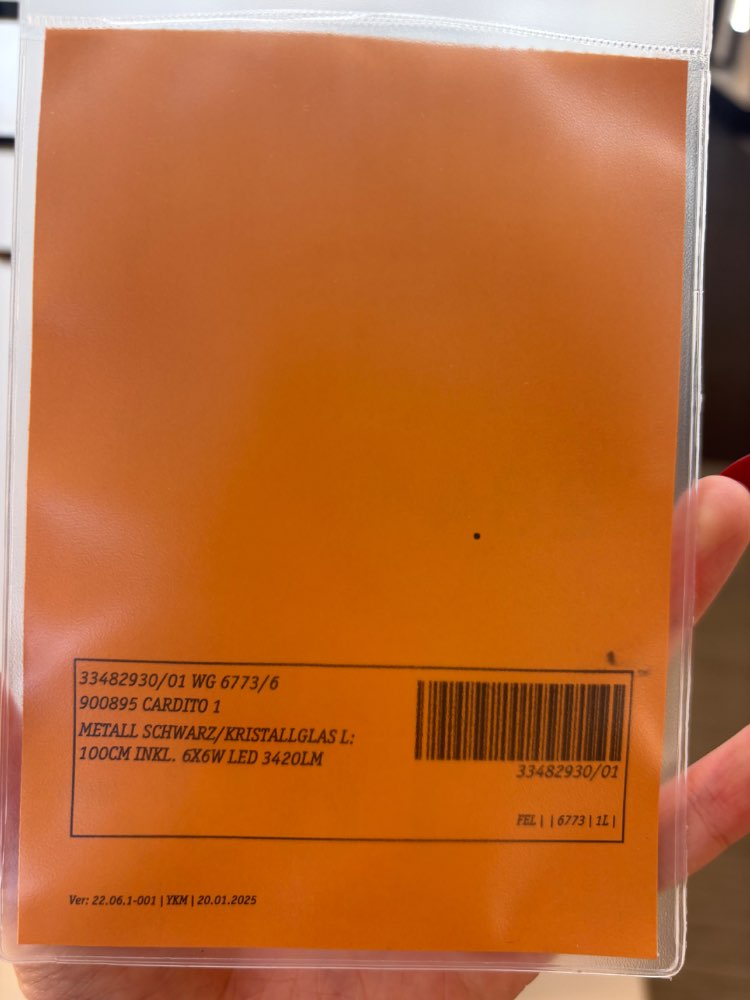 33482930/01 WG 6773/6
900895 CARDITO 1
METALL SCHWARZ/KRISTALLGLAS L:
100CM INKL. 6X6W LED 3420LM
33482930/01
FEL | | 6773 | 1L |
Ver: 22.06.1-001 | YKM | 20.01.2025